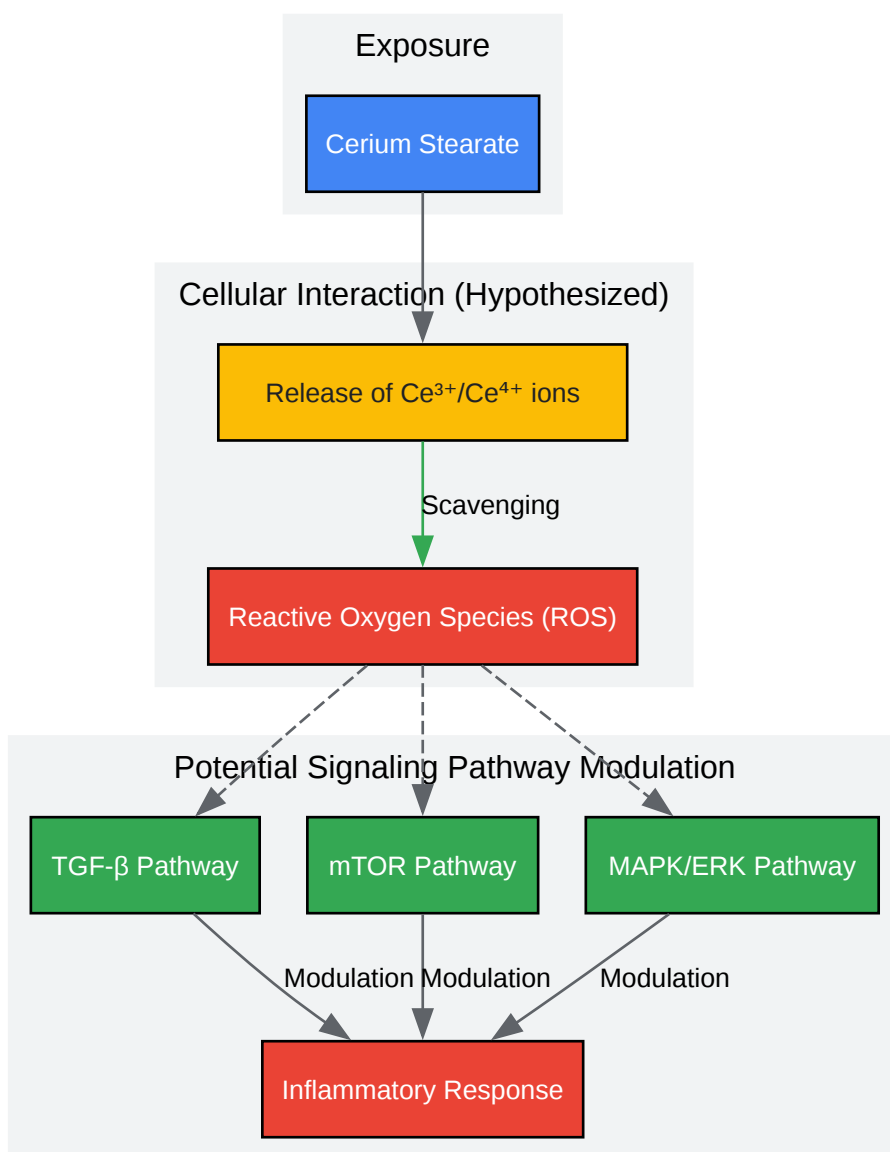 Exposure
Cerium Stearate
Cellular Interaction (Hypothesized)
Release of Ce³⁺/Ce⁴⁺ ions
Scavenging
Reactive Oxygen Species (ROS)
Potential Signaling Pathway Modulation
TGF-β Pathway
mTOR Pathway
MAPK/ERK Pathway
Modulation
Modulation
Modulation
Inflammatory Response